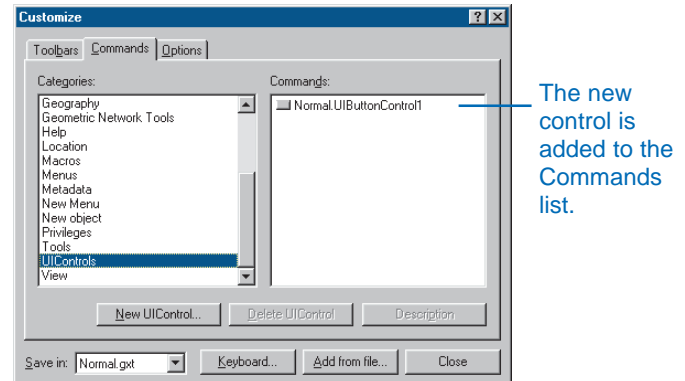 Customize
Toolbars Commands Options
Categories:
Geography
Geometric Network Tools
Help
Location
Macros
Menus
Metadata
New Menu
New object
Privileges
Tools
UIControls
View
Commands:
Normal.UIButtonControl1
New UIControl... Delete UIControl Description
Save in: Normal.gxt Keyboard... Add from file... Close
The new
control is
added to the
Commands
list.